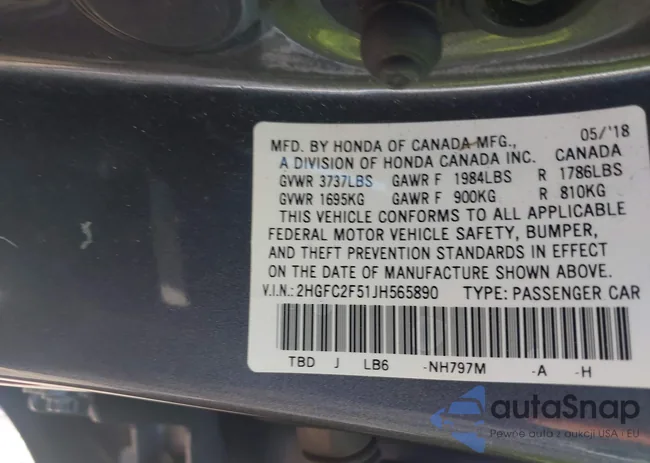 MFD. BY HONDA OF CANADA MFG., 05/'18
A DIVISION OF HONDA CANADA INC. CANADA
GVWR 3737LBS GAWR F 1984LBS R 1786LBS
GVWR 1695KG GAWR F 900KG R 810KG
THIS VEHICLE CONFORMS TO ALL APPLICABLE
FEDERAL MOTOR VEHICLE SAFETY, BUMPER,
AND THEFT PREVENTION STANDARDS IN EFFECT
ON THE DATE OF MANUFACTURE SHOWN ABOVE.
V.I.N.: 2HGFC2F51JH565890 TYPE: PASSENGER CAR
TBD J LB6 -NH797M -A -H
autaSnap
Pewne auta z aukcji USA i EU